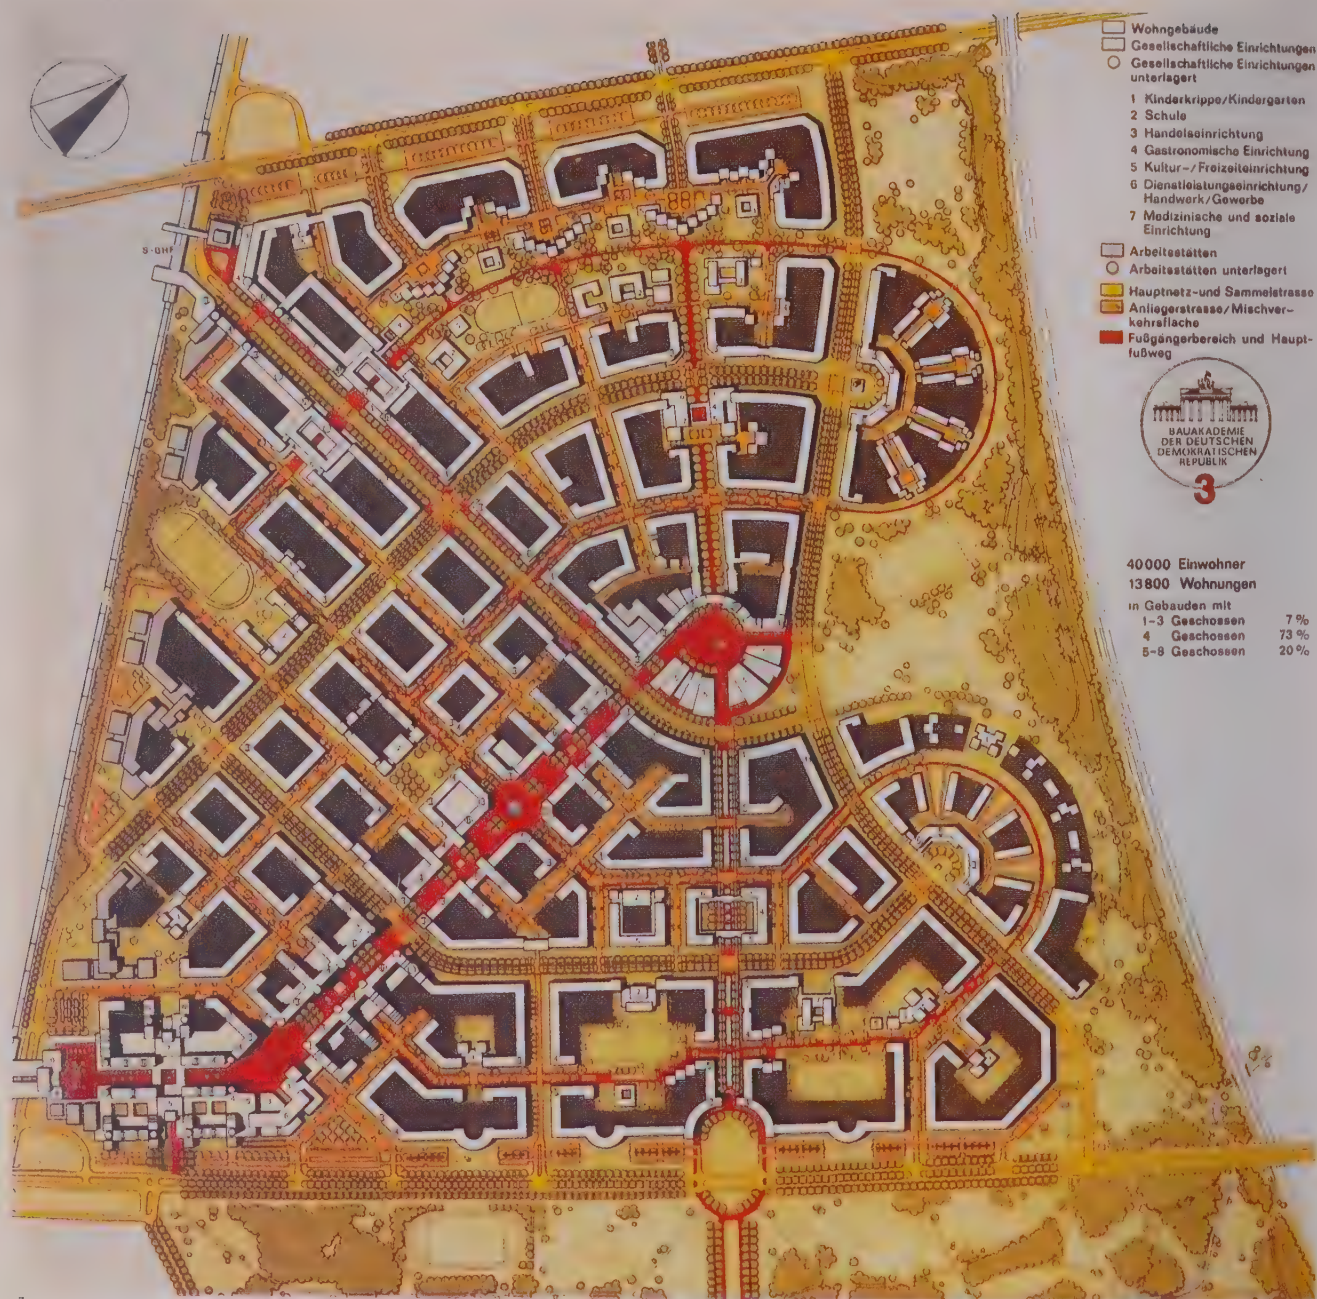 Wohngebäude
Gesellschaftliche Einrichtungen
Gesellschaftliche Einrichtungen
unterlagert
1 Kinderkrippe/Kindergarten
2 Schule
3 Handelseinrichtung
4 Gastronomische Einrichtung
5 Kultur-/Freizeiteinrichtung
6 Dienstleistungseinrichtung/
Handwerk/Gewerbe
7 Medizinische und soziale
Einrichtung
Arbeitsstätten
Arbeitsstätten unterlagert
Hauptnetz-und Sammelstrasse
Anliegerstrasse/Mischver-
kehrsfläche
Fußgängerbereich und Haupt-
fußweg
BAUAKADEMIE
DER DEUTSCHEN
DEMOKRATISCHEN
REPUBLIK
3
40000 Einwohner
13800 Wohnungen
in Gebäuden mit
1-3 Geschossen 7%
4 Geschossen 73%
5-8 Geschossen 20%
S-BHF